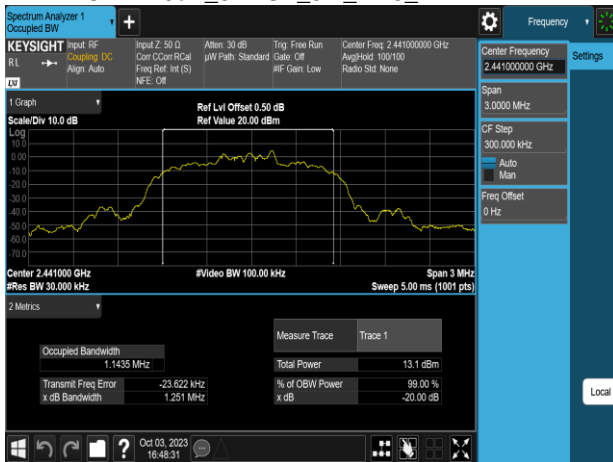 Spectrum Analyzer 1
Occupied BW
+
Frequency
KEYSIGHT
RL
LXI
Input: RF
Coupling: DC
Align: Auto
Input Z: 50 Ω
Corr CCorr RCal
Freq Ref: Int (S)
NFE: Off
Atten: 30 dB
µW Path: Standard
Trig: Free Run
Gate: Off
#IF Gain: Low
Center Freq: 2.441000000 GHz
Avg|Hold: 100/100
Radio Std: None
Center Frequency
2.441000000 GHz
Settings
Span
3.0000 MHz
CF Step
300.000 kHz
Auto
Man
Freq Offset
0 Hz
1 Graph
Scale/Div 10.0 dB
Ref Lvl Offset 0.50 dB
Ref Value 20.00 dBm
Log
10.0
0.00
-10.0
-20.0
-30.0
-40.0
-50.0
-60.0
-70.0
Center 2.441000 GHz
#Video BW 100.00 kHz
Span 3 MHz
#Res BW 30.000 kHz
Sweep 5.00 ms (1001 pts)
2 Metrics
Measure Trace
Trace 1
Occupied Bandwidth
1.1435 MHz
Total Power
13.1 dBm
Transmit Freq Error
-23.622 kHz
% of OBW Power
99.00 %
x dB Bandwidth
1.251 MHz
x dB
-20.00 dB
Local
?
Oct 03, 2023
16:48:31